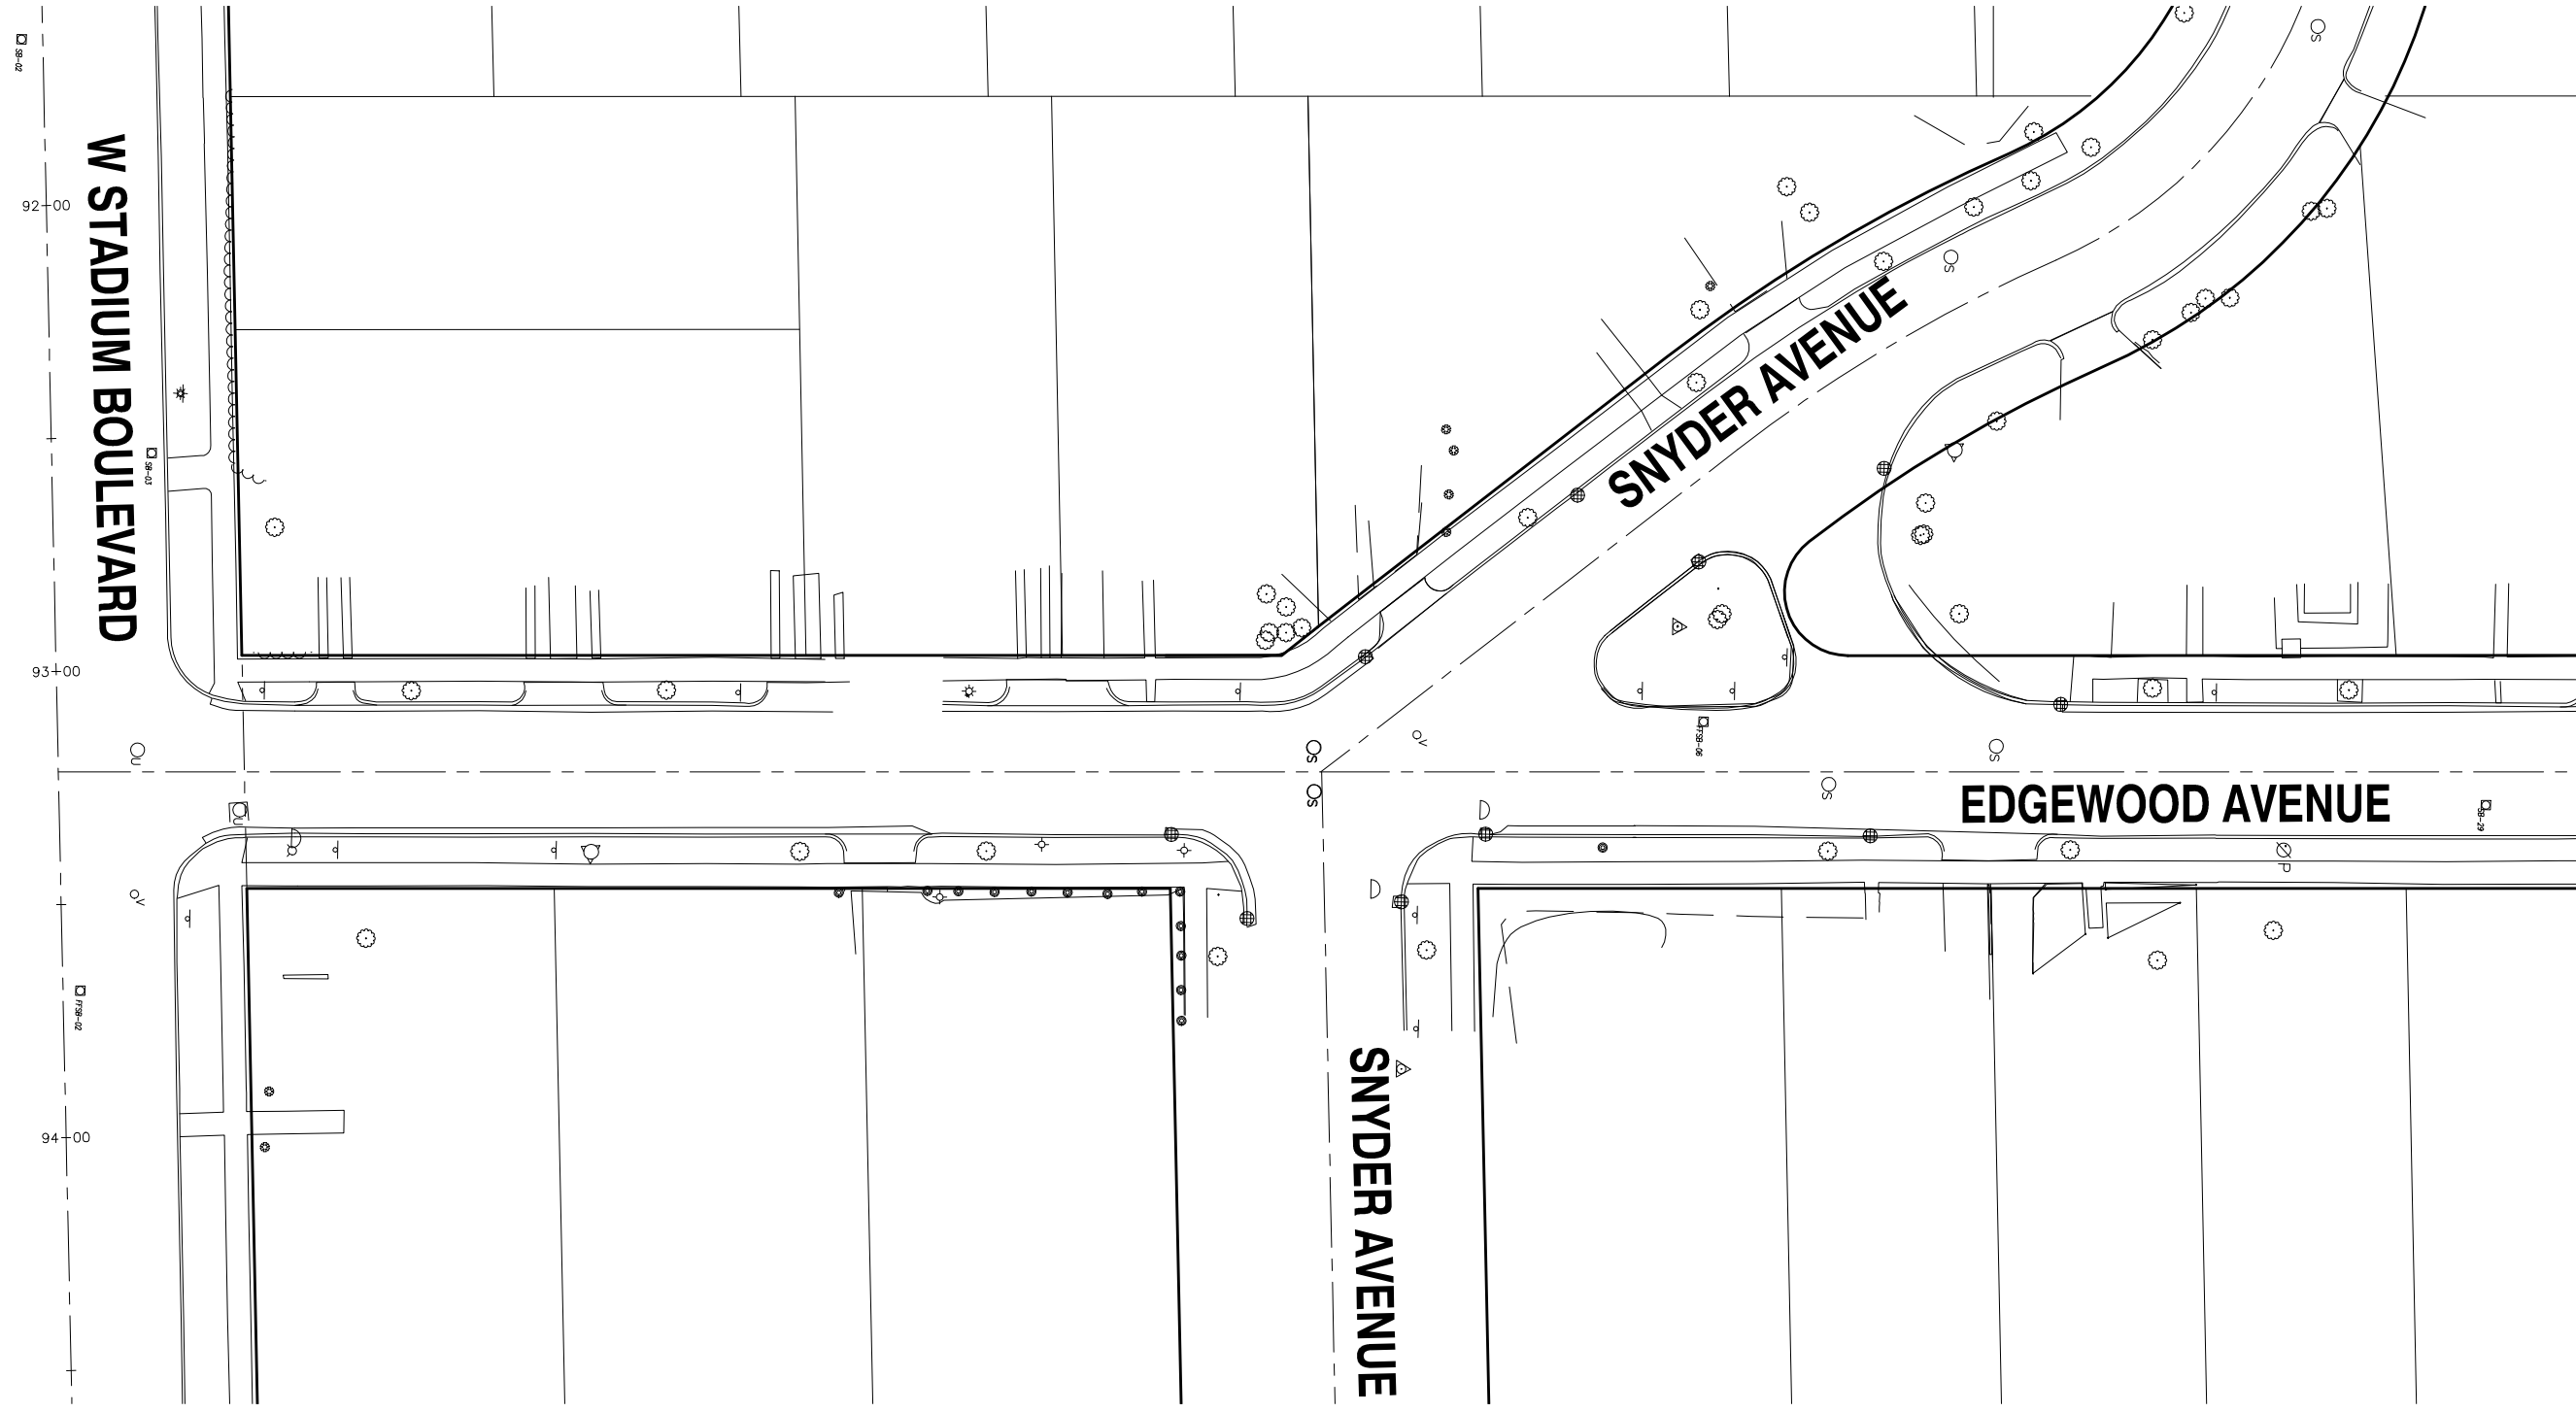 SB-02
92+00
W STADIUM BOULEVARD
SB-03
93+00
SNYDER AVENUE
S
S
U
S
S
V
FFSB-06
S
S
EDGEWOOD AVENUE
SB-29
U
V
P
FFSB-02
94+00
SNYDER AVENUE